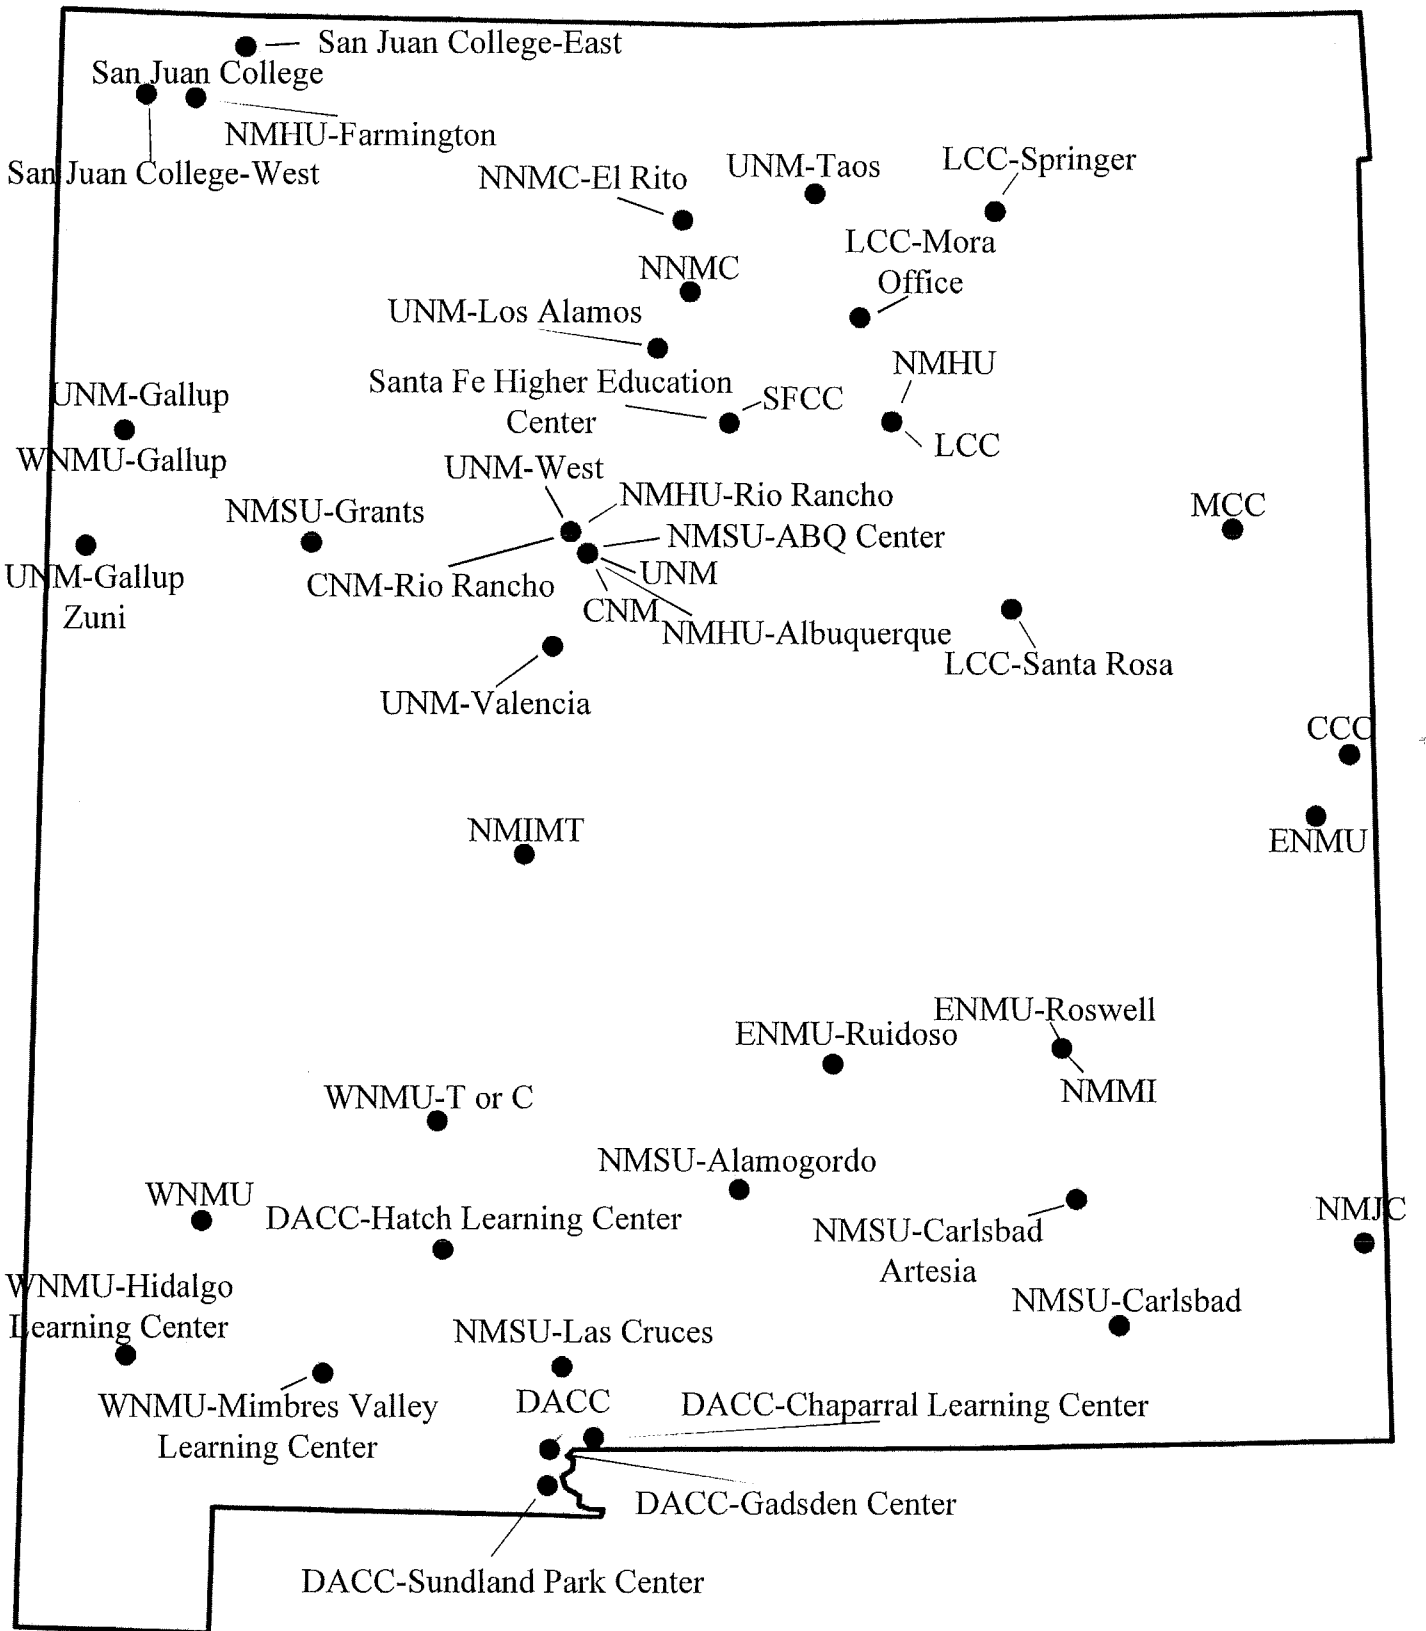 San Juan College-East
San Juan College
NMHU-Farmington
San Juan College-West
NNMC-El Rito
UNM-Taos
LCC-Springer
LCC-Mora
Office
NNMC
UNM-Los Alamos
NMHU
Santa Fe Higher Education
Center
SFCC
LCC
UNM-Gallup
WNMU-Gallup
UNM-West
NMHU-Rio Rancho
MCC
NMSU-Grants
NMSU-ABQ Center
UNM-Gallup
Zuni
CNM-Rio Rancho
UNM
CNM
NMHU-Albuquerque
LCC-Santa Rosa
UNM-Valencia
CCC
NMIMT
ENMU
ENMU-Roswell
ENMU-Ruidoso
NMMI
WNMU-T or C
NMSU-Alamogordo
WNMU
DACC-Hatch Learning Center
NMSU-Carlsbad
Artesia
NMJC
WNMU-Hidalgo
Learning Center
NMSU-Carlsbad
NMSU-Las Cruces
WNMU-Mimbres Valley
Learning Center
DACC
DACC-Chaparral Learning Center
DACC-Gadsden Center
DACC-Sundland Park Center